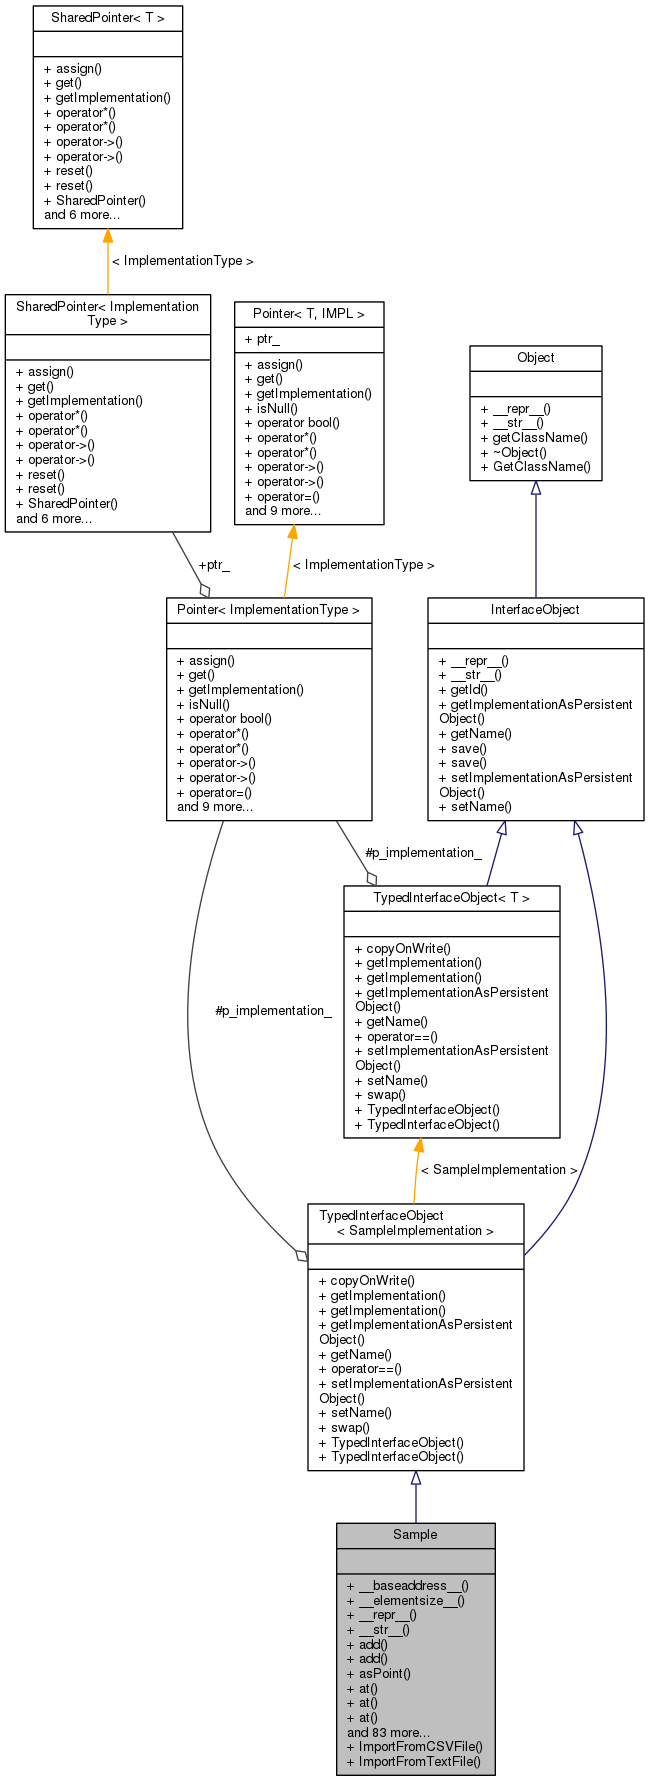 SharedPointer< T >
+ assign()
+ get()
+ getImplementation()
+ operator*()
+ operator*()
+ operator->()
+ operator->()
+ reset()
+ reset()
+ SharedPointer()
and 6 more...
< ImplementationType >
SharedPointer< Implementation
Type >
+ assign()
+ get()
+ getImplementation()
+ operator*()
+ operator*()
+ operator->()
+ operator->()
+ reset()
+ reset()
+ SharedPointer()
and 6 more...
Pointer< T, IMPL >
+ ptr_
+ assign()
+ get()
+ getImplementation()
+ isNull()
+ operator bool()
+ operator*()
+ operator*()
+ operator->()
+ operator->()
+ operator=()
and 9 more...
Object
+ __repr__()
+ __str__()
+ getClassName()
+ ~Object()
+ GetClassName()
+ptr_
< ImplementationType >
Pointer< ImplementationType >
+ assign()
+ get()
+ getImplementation()
+ isNull()
+ operator bool()
+ operator*()
+ operator*()
+ operator->()
+ operator->()
+ operator=()
and 9 more...
InterfaceObject
+ __repr__()
+ __str__()
+ getId()
+ getImplementationAsPersistent
Object()
+ getName()
+ save()
+ save()
+ setImplementationAsPersistent
Object()
+ setName()
#p_implementation_
TypedInterfaceObject< T >
+ copyOnWrite()
+ getImplementation()
+ getImplementation()
+ getImplementationAsPersistent
Object()
+ getName()
+ operator==()
+ setImplementationAsPersistent
Object()
+ setName()
+ swap()
+ TypedInterfaceObject()
+ TypedInterfaceObject()
#p_implementation_
< SampleImplementation >
TypedInterfaceObject
< SampleImplementation >
+ copyOnWrite()
+ getImplementation()
+ getImplementation()
+ getImplementationAsPersistent
Object()
+ getName()
+ operator==()
+ setImplementationAsPersistent
Object()
+ setName()
+ swap()
+ TypedInterfaceObject()
+ TypedInterfaceObject()
Sample
+ __baseaddress__()
+ __elementsize__()
+ __repr__()
+ __str__()
+ add()
+ add()
+ asPoint()
+ at()
+ at()
+ at()
and 83 more...
+ ImportFromCSVFile()
+ ImportFromTextFile()